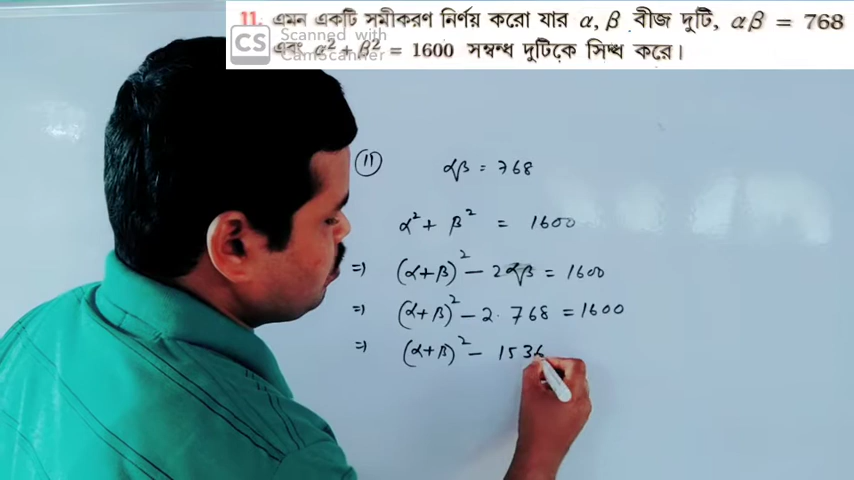 11. এমন একটি সমীকরণ নির্ণয় করো যার α, β বীজ দুটি, αβ = 768
এবং α² + β² = 1600 সম্বন্ধ দুটিকে সিদ্ধ করে।
CS Scanned with
CamScanner
11 αβ = 768
α² + β² = 1600
⇒) (α+β)² − 2αβ = 1600
⇒) (α+β)² − 2. 768 = 1600
⇒) (α+β)² − 1536